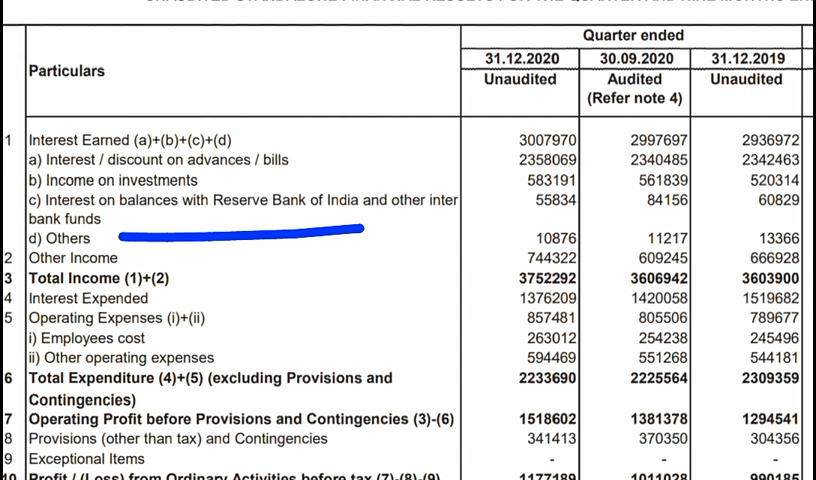 Quarter ended
Particulars 31.12.2020 30.09.2020 31.12.2019
Unaudited Audited Unaudited
(Refer note 4)
1 Interest Earned (a)+(b)+(c)+(d) 3007970 2997697 2936972
a) Interest / discount on advances / bills 2358069 2340485 2342463
b) Income on investments 583191 561839 520314
c) Interest on balances with Reserve Bank of India and other inter 55834 84156 60829
bank funds
d) Others 10876 11217 13366
2 Other Income 744322 609245 666928
3 Total Income (1)+(2) 3752292 3606942 3603900
4 Interest Expended 1376209 1420058 1519682
5 Operating Expenses (i)+(ii) 857481 805506 789677
i) Employees cost 263012 254238 245496
ii) Other operating expenses 594469 551268 544181
6 Total Expenditure (4)+(5) (excluding Provisions and 2233690 2225564 2309359
Contingencies)
7 Operating Profit before Provisions and Contingencies (3)-(6) 1518602 1381378 1294541
8 Provisions (other than tax) and Contingencies 341413 370350 304356
9 Exceptional Items - - -
10 Profit / (Loss) from Ordinary Activities before tax (7)-(8)-(9) 1177189 1011028 990185